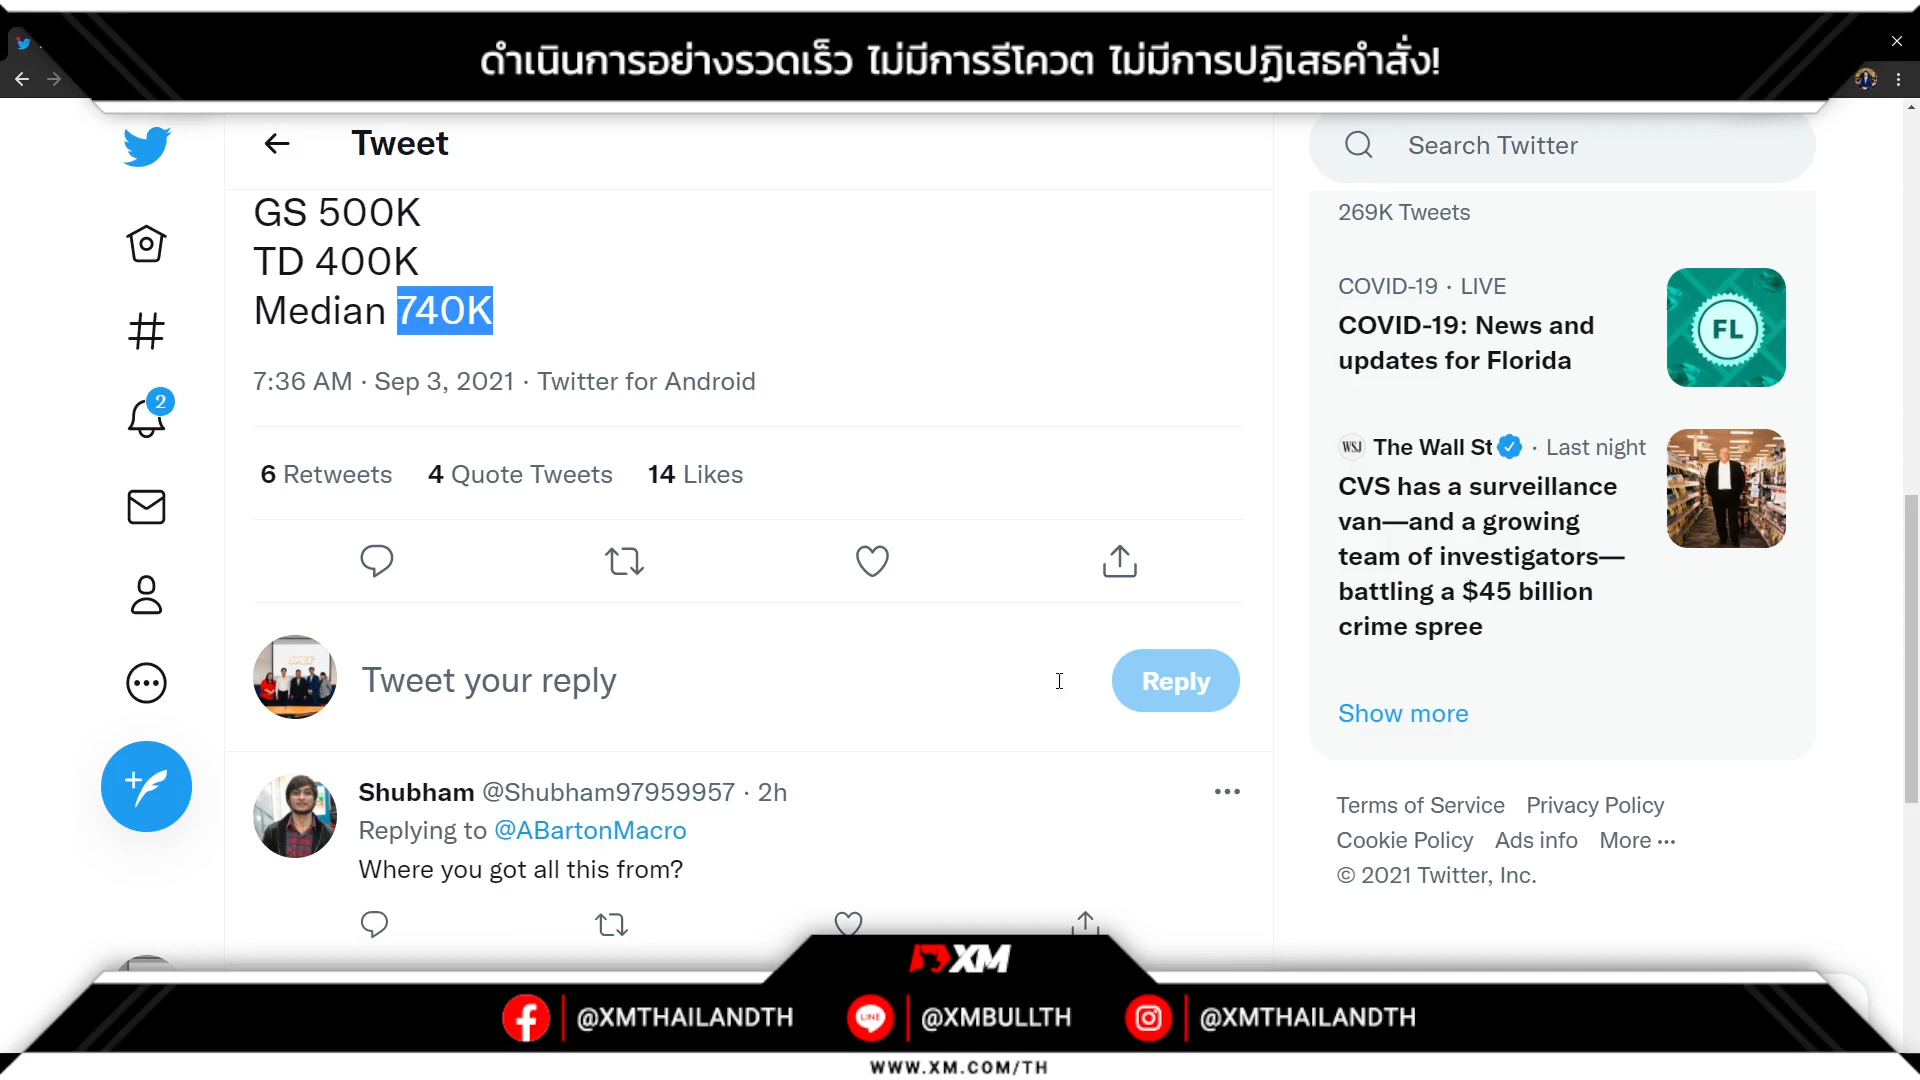 ดำเนินการอย่างรวดเร็ว ไม่มีการรีโควต ไม่มีการปฏิเสธคำสั่ง!
Tweet
GS 500K
TD 400K
Median 740K
7:36 AM · Sep 3, 2021 · Twitter for Android
6 Retweets 4 Quote Tweets 14 Likes
2
Tweet your reply
Reply
Shubham @Shubham97959957 · 2h
Replying to @ABartonMacro
Where you got all this from?
Search Twitter
269K Tweets
COVID-19 · LIVE
COVID-19: News and
updates for Florida
FL
WSJ The Wall St · Last night
CVS has a surveillance
van—and a growing
team of investigators—
battling a $45 billion
crime spree
Show more
Terms of Service Privacy Policy
Cookie Policy Ads info More ···
© 2021 Twitter, Inc.
XM
@XMTHAILANDTH LINE @XMBULLTH @XMTHAILANDTH
WWW.XM.COM/TH